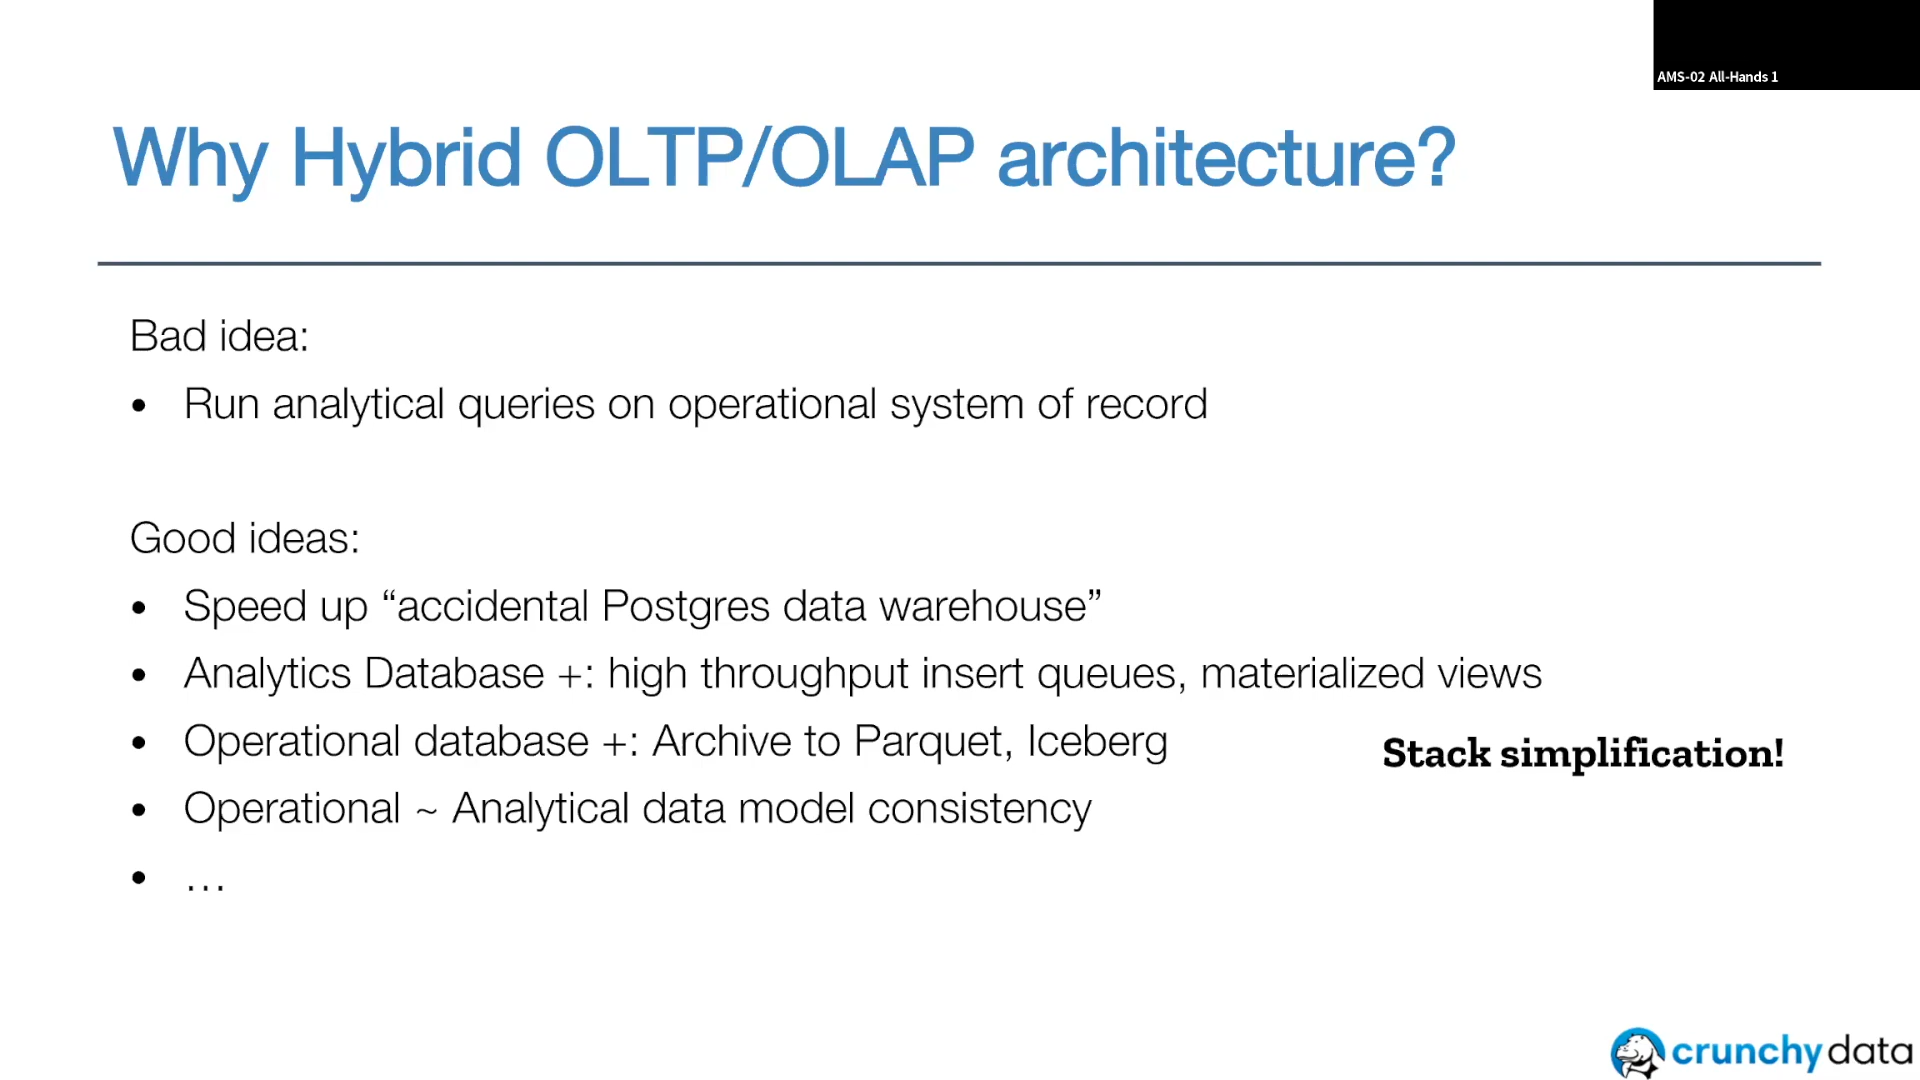 AMS-02 All-Hands 1
Why Hybrid OLTP/OLAP architecture?
Bad idea:
• Run analytical queries on operational system of record
Good ideas:
• Speed up “accidental Postgres data warehouse”
• Analytics Database +: high throughput insert queues, materialized views
• Operational database +: Archive to Parquet, Iceberg
Stack simplification!
• Operational ~ Analytical data model consistency
• …
crunchy data